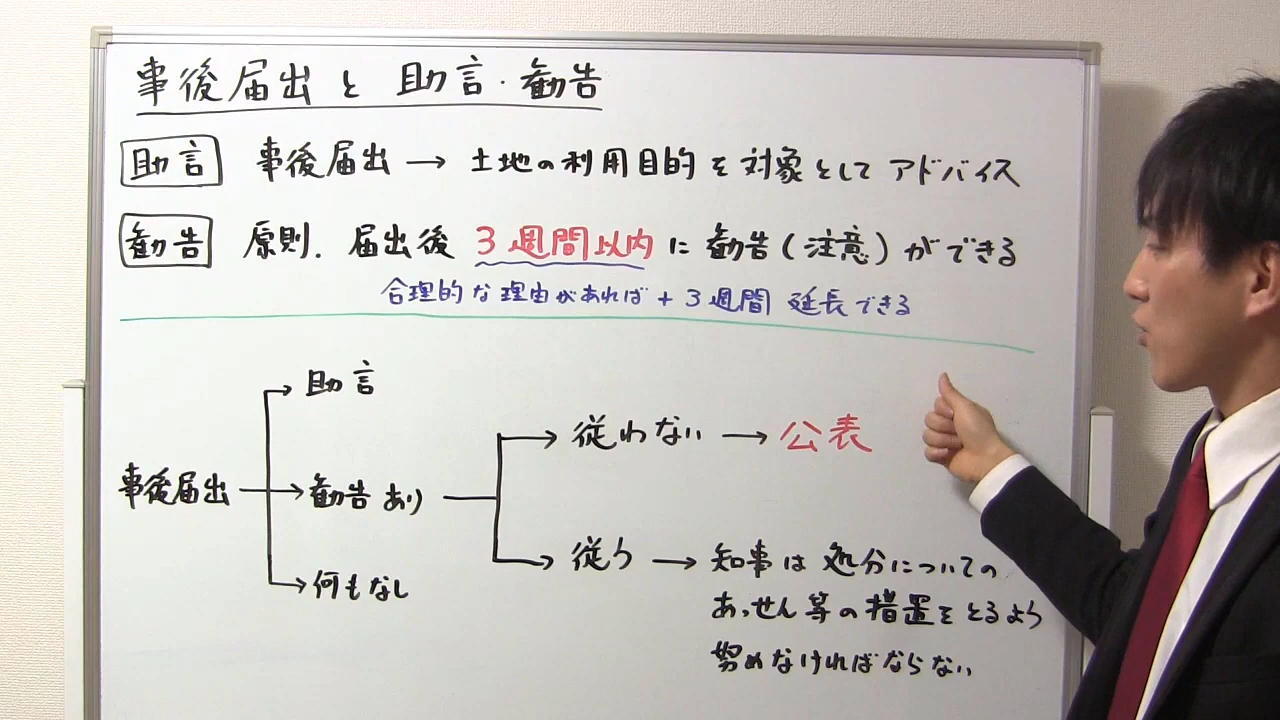 事後届出と助言・勧告
助言 事後届出→土地の利用目的を対象としてアドバイス
勧告 原則.届出後3週間以内に勧告(注意)ができる
合理的な理由があれば+3週間延長できる
助言
従わない→公表
事後届出 勧告あり
従う→知事は処分についての
あっせん等の措置をとるよう
何もなし
努めなければならない